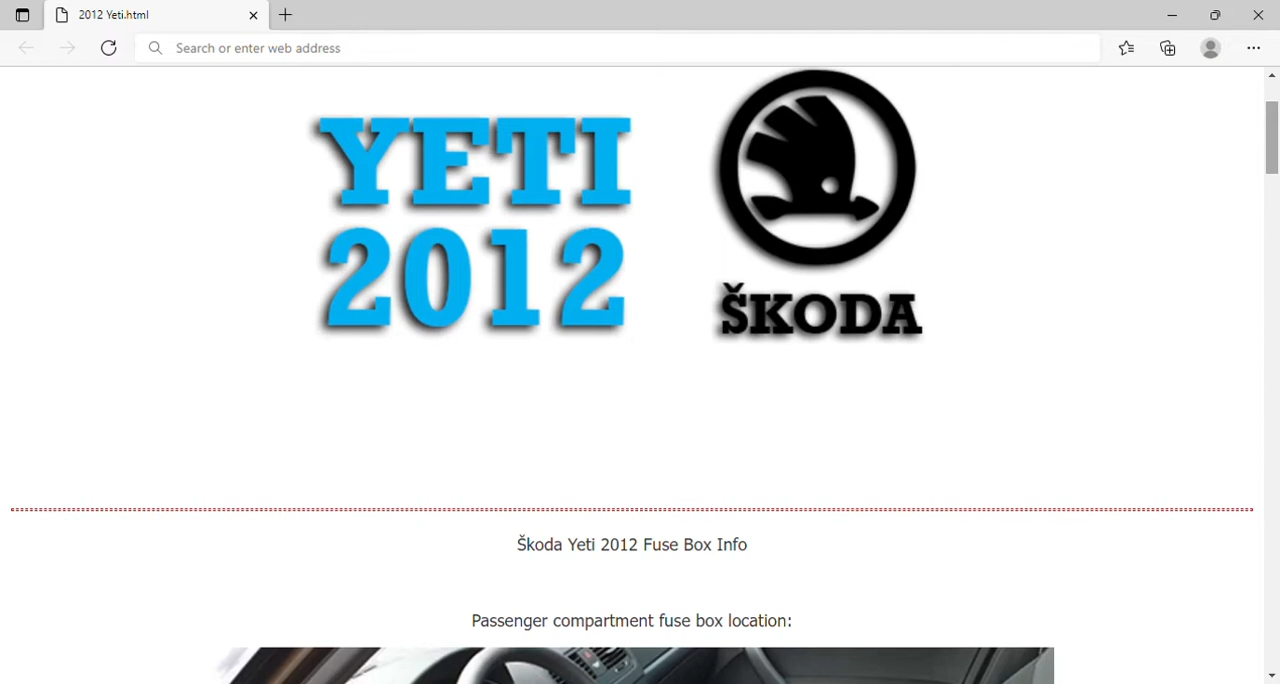 2012 Yeti.html
Search or enter web address
YETI
2012
ŠKODA
Škoda Yeti 2012 Fuse Box Info
Passenger compartment fuse box location: